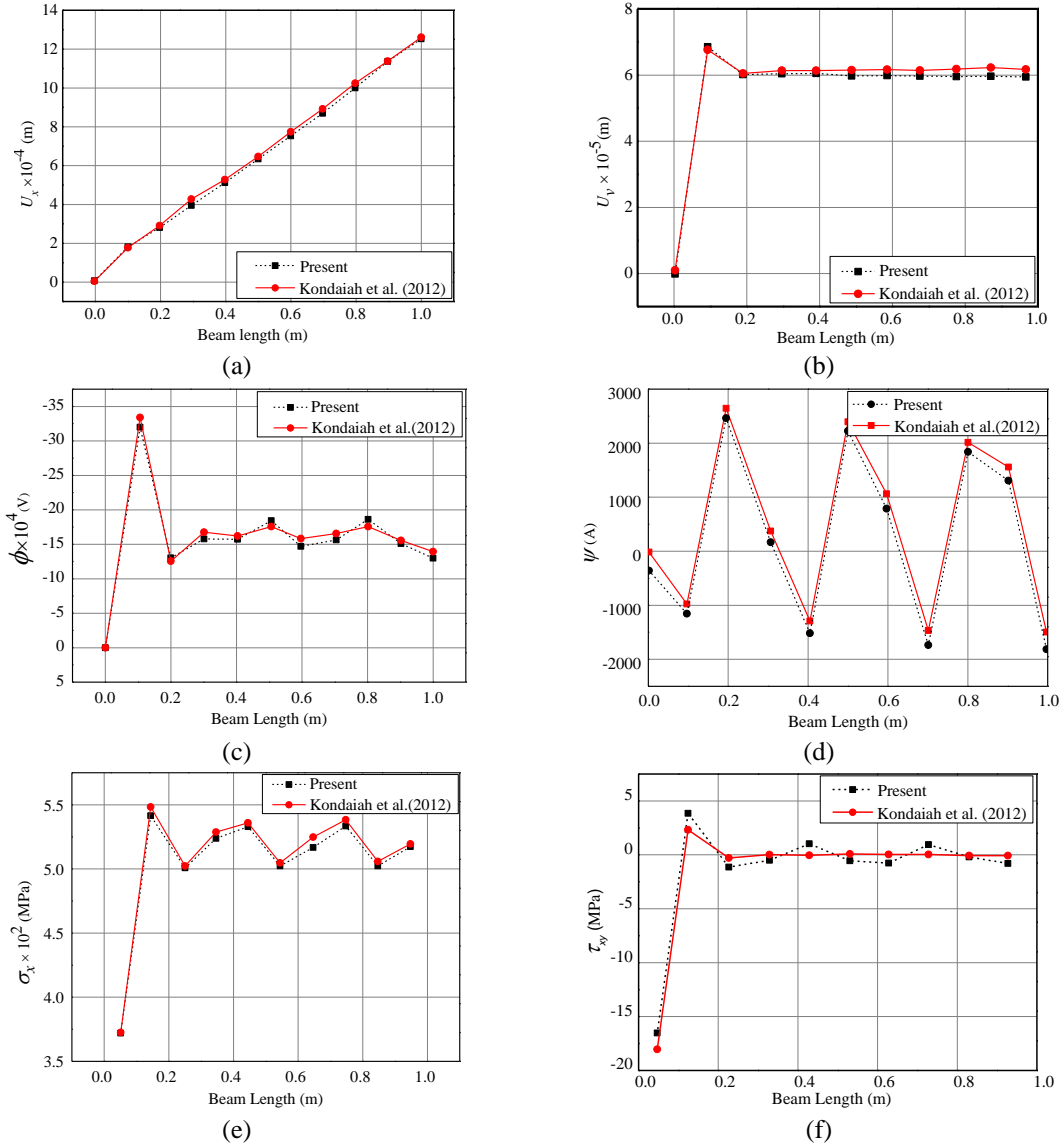 14
12
10
8
6
4
2
0
U_x ×10^-4 (m)
Present
Kondaiah et al. (2012)
0.0 0.2 0.4 0.6 0.8 1.0
Beam length (m)
(a)
8
6
4
2
0
U_v × 10^-5 (m)
Present
Kondaiah et al. (2012)
0.0 0.2 0.4 0.6 0.8 1.0
Beam Length (m)
(b)
-35
-30
-25
-20
-15
-10
-5
0
5
ϕ×10^4 (V)
Present
Kondaiah et al.(2012)
0.0 0.2 0.4 0.6 0.8 1.0
Beam Length (m)
(c)
3000
2000
1000
0
-1000
-2000
ψ (A)
Present
Kondaiah et al.(2012)
0.0 0.2 0.4 0.6 0.8 1.0
Beam Length (m)
(d)
5.5
5.0
4.5
4.0
3.5
σ_x × 10^2 (MPa)
Present
Kondaiah et al.(2012)
0.0 0.2 0.4 0.6 0.8 1.0
Beam Length (m)
(e)
5
0
-5
-10
-15
-20
τ_xy (MPa)
Present
Kondaiah et al. (2012)
0.0 0.2 0.4 0.6 0.8 1.0
Beam Length (m)
(f)